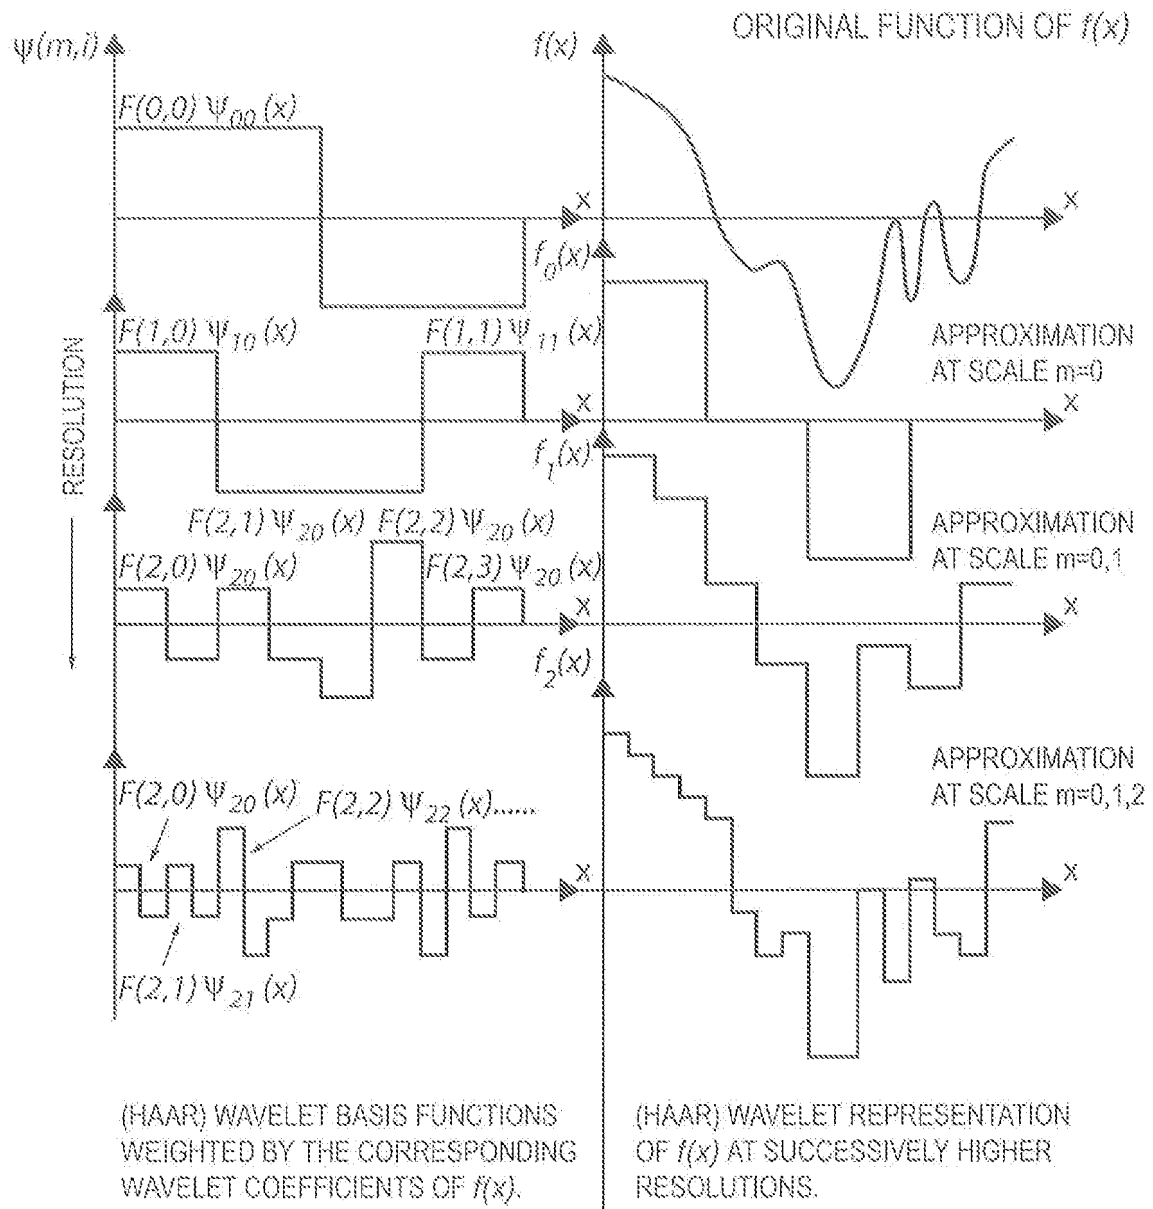 ORIGINAL FUNCTION OF f(x)
ψ(m,i)
f(x)
F(0,0) Ψ00 (x)
x
x
f0(x)
F(1,0) Ψ10 (x)
F(1,1) Ψ11 (x)
APPROXIMATION
AT SCALE m=0
RESOLUTION
x
x
f1(x)
F(2,1) Ψ20 (x)
F(2,2) Ψ20 (x)
APPROXIMATION
AT SCALE m=0,1
F(2,0) Ψ20 (x)
F(2,3) Ψ20 (x)
x
x
f2(x)
APPROXIMATION
AT SCALE m=0,1,2
F(2,0) Ψ20 (x)
F(2,2) Ψ22 (x)......
x
x
F(2,1) Ψ21 (x)
(HAAR) WAVELET BASIS FUNCTIONS
WEIGHTED BY THE CORRESPONDING
WAVELET COEFFICIENTS OF f(x).
(HAAR) WAVELET REPRESENTATION
OF f(x) AT SUCCESSIVELY HIGHER
RESOLUTIONS.